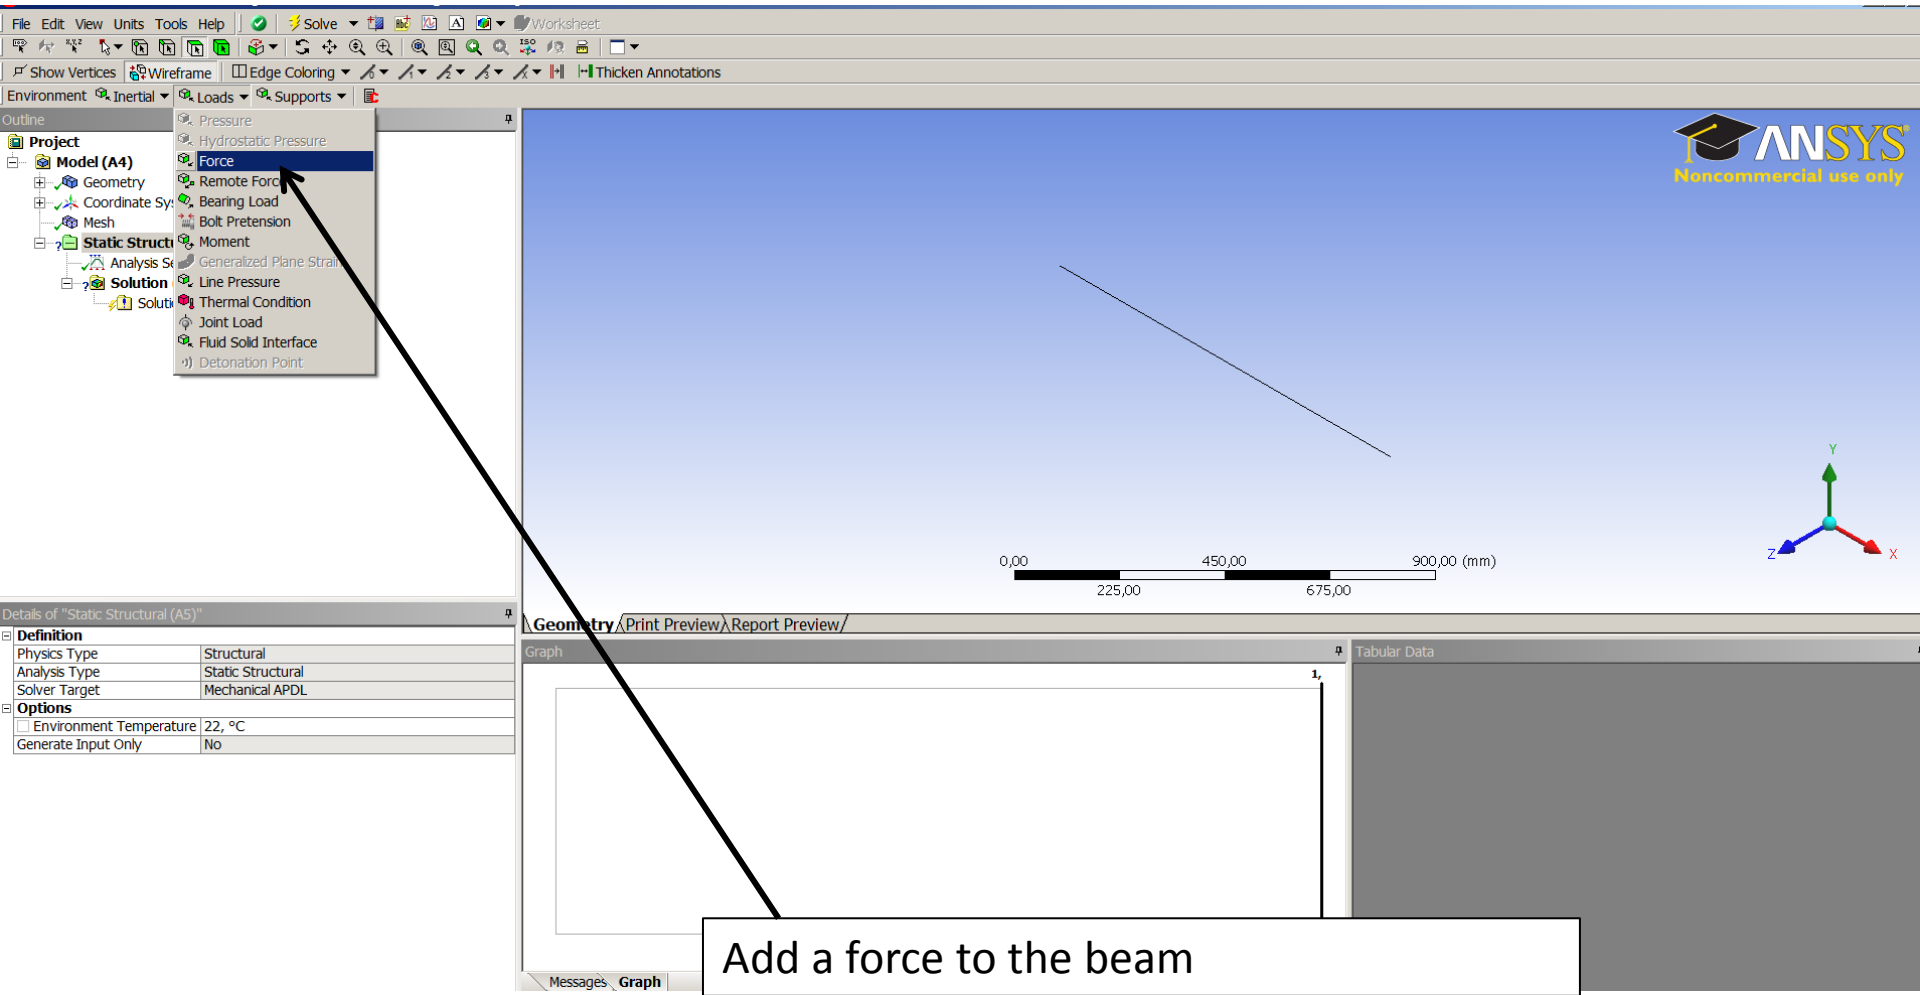 File Edit View Units Tools Help Solve Worksheet
ISO
Show Vertices Wireframe Edge Coloring Thicken Annotations
Environment Inertial Loads Supports
Outline
Project
Model (A4)
Geometry
Coordinate Sy
Mesh
Static Struct
Analysis Se
Solution
Soluti
Pressure
Hydrostatic Pressure
Force
Remote Force
Bearing Load
Bolt Pretension
Moment
Generalized Plane Strain
Line Pressure
Thermal Condition
Joint Load
Fluid Solid Interface
Detonation Point
ANSYS
Noncommercial use only
Y
Z X
0,00 450,00 900,00 (mm)
225,00 675,00
Geometry Print Preview Report Preview
Details of "Static Structural (A5)"
Definition
Physics Type Structural
Analysis Type Static Structural
Solver Target Mechanical APDL
Options
Environment Temperature 22, °C
Generate Input Only No
Graph
1,
Tabular Data
Messages Graph
Add a force to the beam